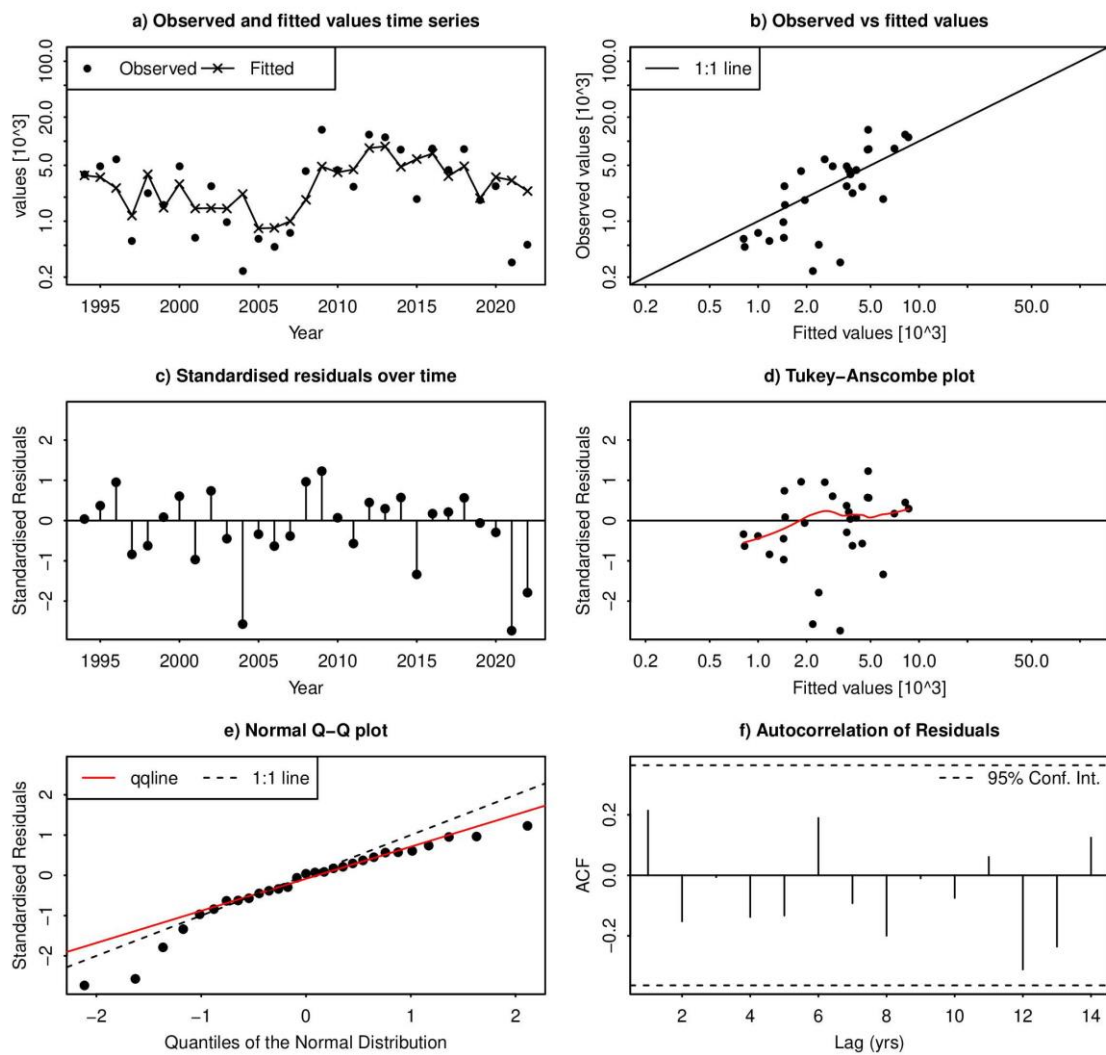 a) Observed and fitted values time series
Observed Fitted
values [10^3]
100.0
20.0
5.0
1.0
0.2
1995 2000 2005 2010 2015 2020
Year
b) Observed vs fitted values
1:1 line
Observed values [10^3]
100.0
20.0
5.0
1.0
0.2
0.2 0.5 1.0 2.0 5.0 10.0 50.0
Fitted values [10^3]
c) Standardised residuals over time
Standardised Residuals
2
1
0
−1
−2
1995 2000 2005 2010 2015 2020
Year
d) Tukey−Anscombe plot
Standardised Residuals
2
1
0
−1
−2
0.2 0.5 1.0 2.0 5.0 10.0 50.0
Fitted values [10^3]
e) Normal Q−Q plot
qqline 1:1 line
Standardised Residuals
2
1
0
−1
−2
−2 −1 0 1 2
Quantiles of the Normal Distribution
f) Autocorrelation of Residuals
95% Conf. Int.
ACF
0.2
0.0
−0.2
2 4 6 8 10 12 14
Lag (yrs)